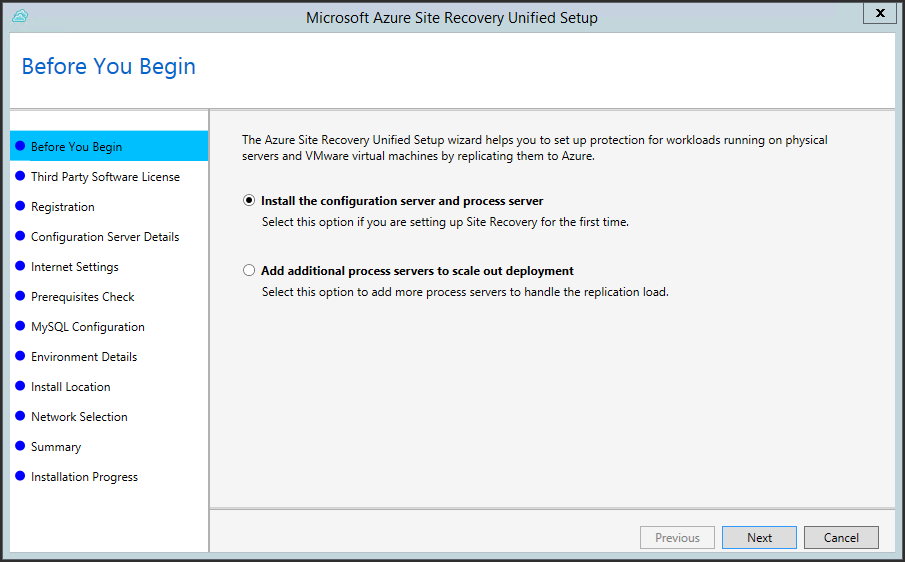 Microsoft Azure Site Recovery Unified Setup
X
Before You Begin
Before You Begin
Third Party Software License
Registration
Configuration Server Details
Internet Settings
Prerequisites Check
MySQL Configuration
Environment Details
Install Location
Network Selection
Summary
Installation Progress
The Azure Site Recovery Unified Setup wizard helps you to set up protection for workloads running on physical
servers and VMware virtual machines by replicating them to Azure.
Install the configuration server and process server
Select this option if you are setting up Site Recovery for the first time.
Add additional process servers to scale out deployment
Select this option to add more process servers to handle the replication load.
Previous
Next
Cancel